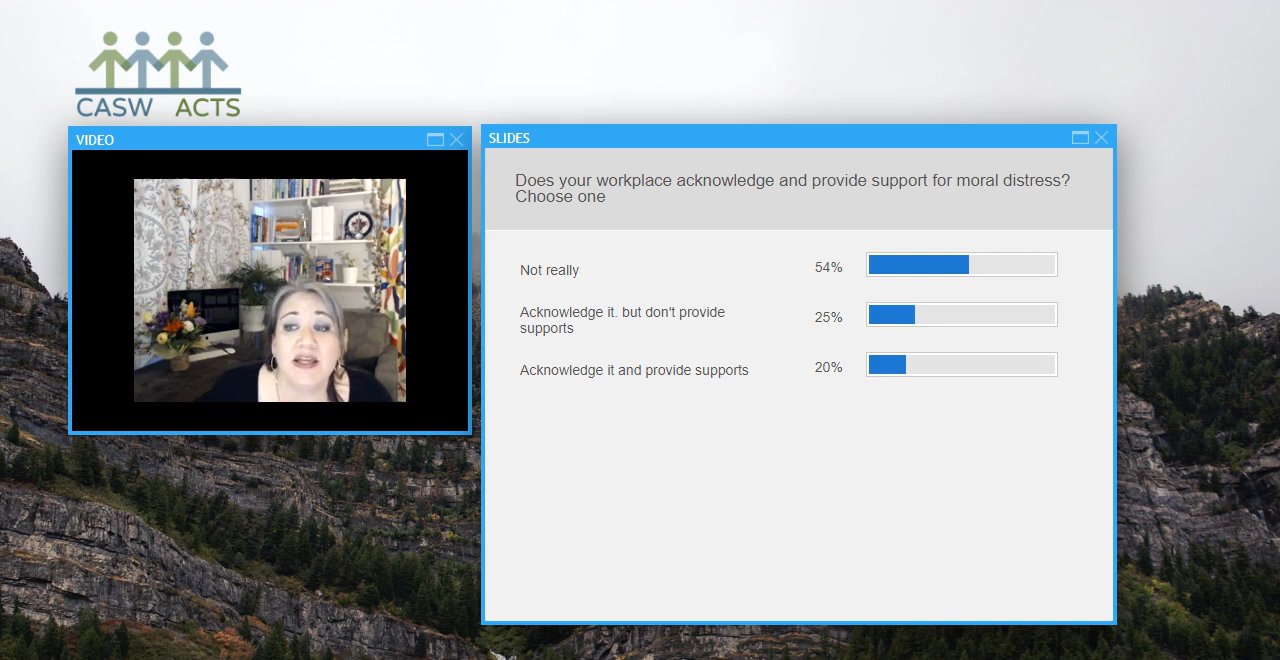 CASW ACTS
VIDEO
SLIDES
Does your workplace acknowledge and provide support for moral distress?
Choose one
Not really
54%
Acknowledge it. but don't provide
supports
25%
Acknowledge it and provide supports
20%